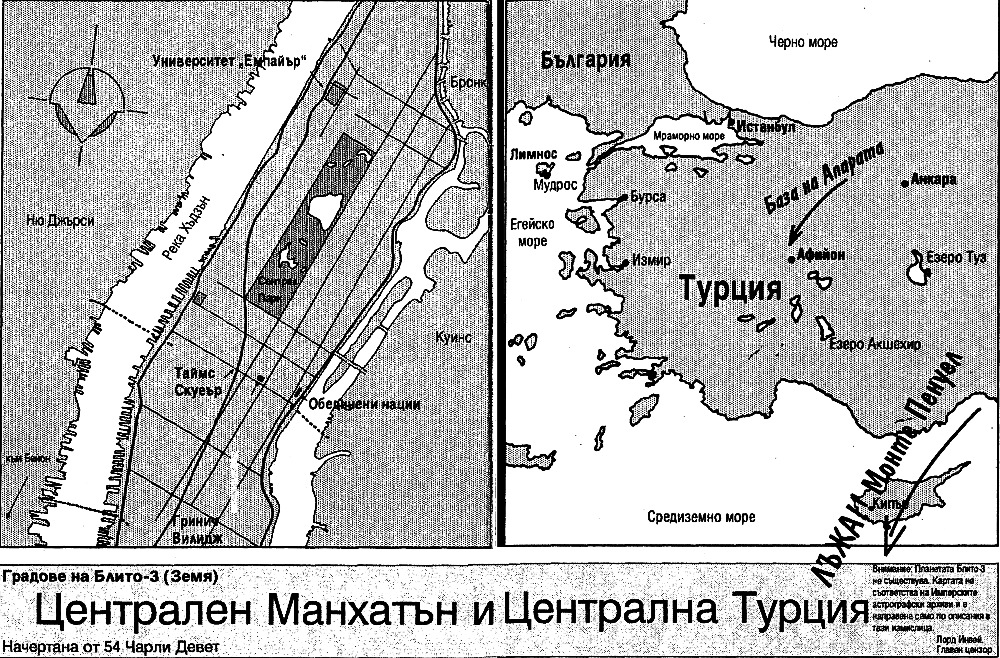 Университет „Емпайър“
Бронк
Ню Джърси
Река Хъдзън
Сентрал
Парк
Куинс
Таймс
Скуеър
Обединени нации
към Бейон
Гринич
Вилидж
България
Черно море
Мраморно море
Истанбул
Лимнос
Мудрос
База на Апарата
Анкара
Бурса
Егейско
море
Измир
Афийон
Езеро Туз
Турция
Езеро Акшехир
ЛЪЖА!! Монте Пенуел
Кипър
Средиземно море
Градове на Блито-3 (Земя)
Централен Манхатън и Централна Турция
Начертана от 54 Чарли Девет
Внимание: Планетата Блито-3
не съществува. Картата не
съответства на Имперските
астрографски архиви и е
направена само по описания в
тази измислица.
Лорд Инвей,
Главен цензор